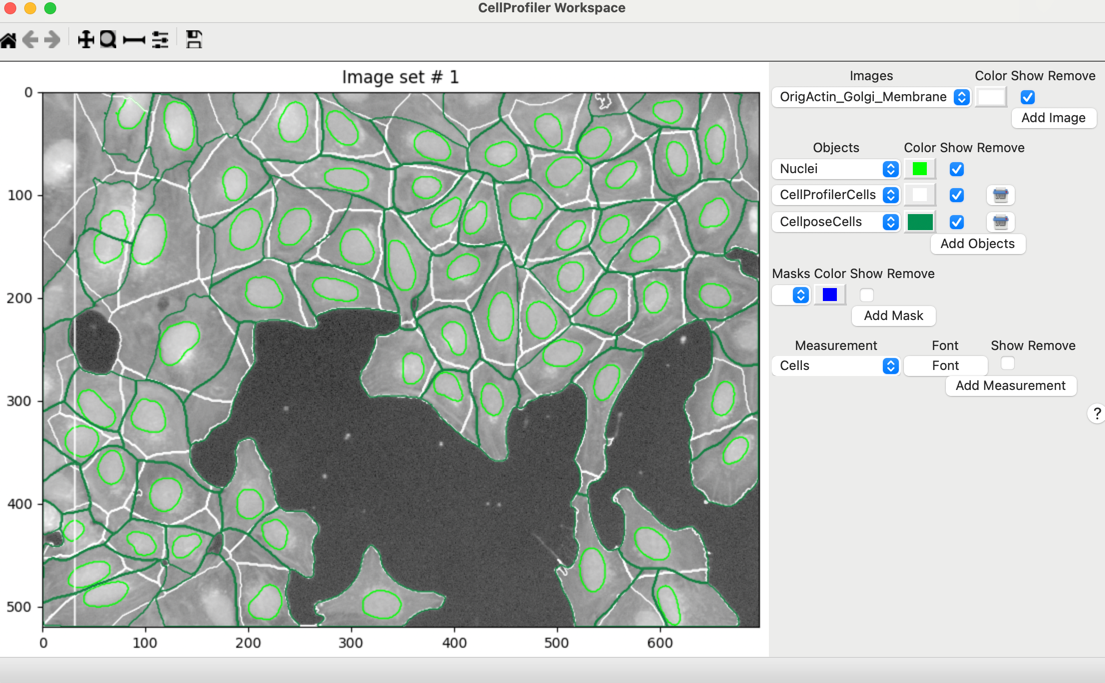 CellProfiler Workspace
Image set # 1
0
100
200
300
400
500
0 100 200 300 400 500 600
Images Color Show Remove
OrigActin_Golgi_Membrane
Add Image
Objects Color Show Remove
Nuclei
CellProfilerCells
CellposeCells
Add Objects
Masks Color Show Remove
Add Mask
Measurement Font Show Remove
Cells Font
Add Measurement
?